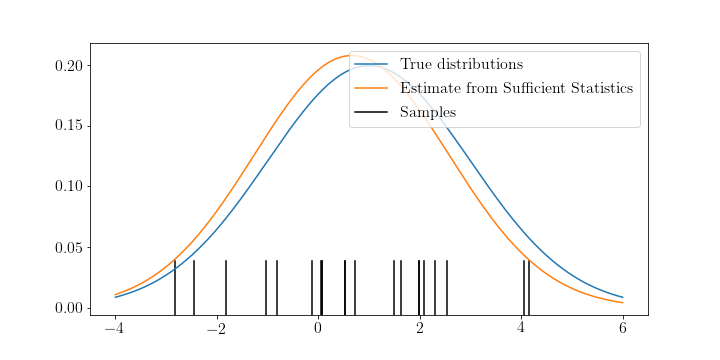 True distributions
Estimate from Sufficient Statistics
Samples
0.20
0.15
0.10
0.05
0.00
−4 −2 0 2 4 6